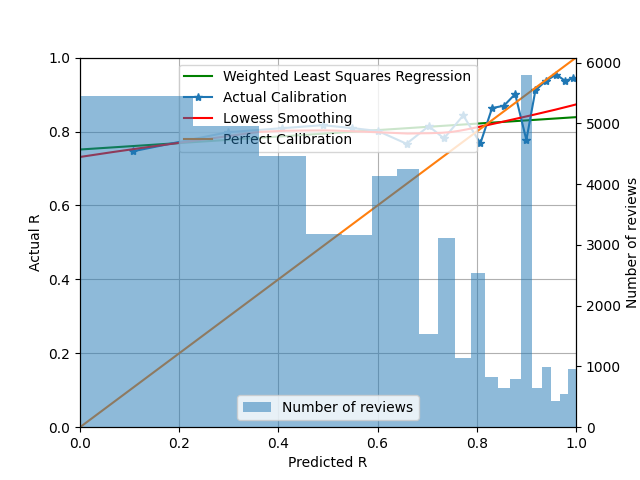 Weighted Least Squares Regression
Actual Calibration
Lowess Smoothing
Perfect Calibration
Number of reviews
1.0
0.8
0.6
0.4
0.2
0.0
Actual R
0.0 0.2 0.4 0.6 0.8 1.0
Predicted R
6000
5000
4000
3000
2000
1000
0
Number of reviews